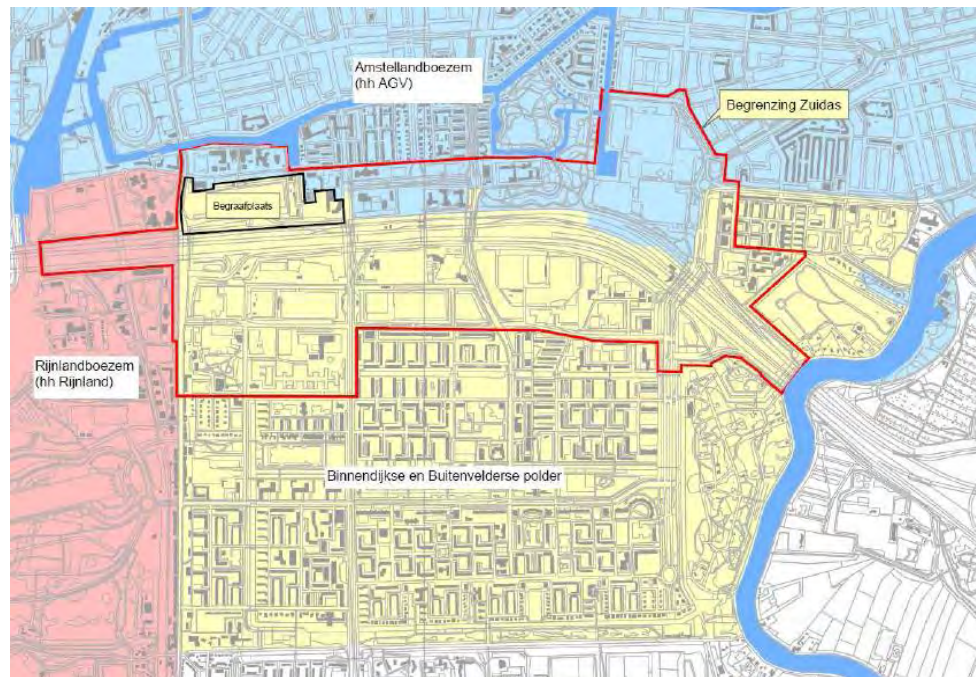 Amstellandboezem
(hh AGV)
Begrenzing Zuidas
Begraafplaats
Rijnlandboezem
(hh Rijnland)
Binnendijkse en Buitenvelderse polder